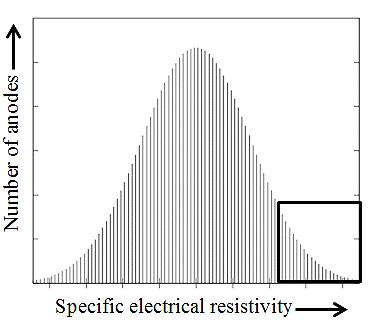 Number of anodes
Specific electrical resistivity